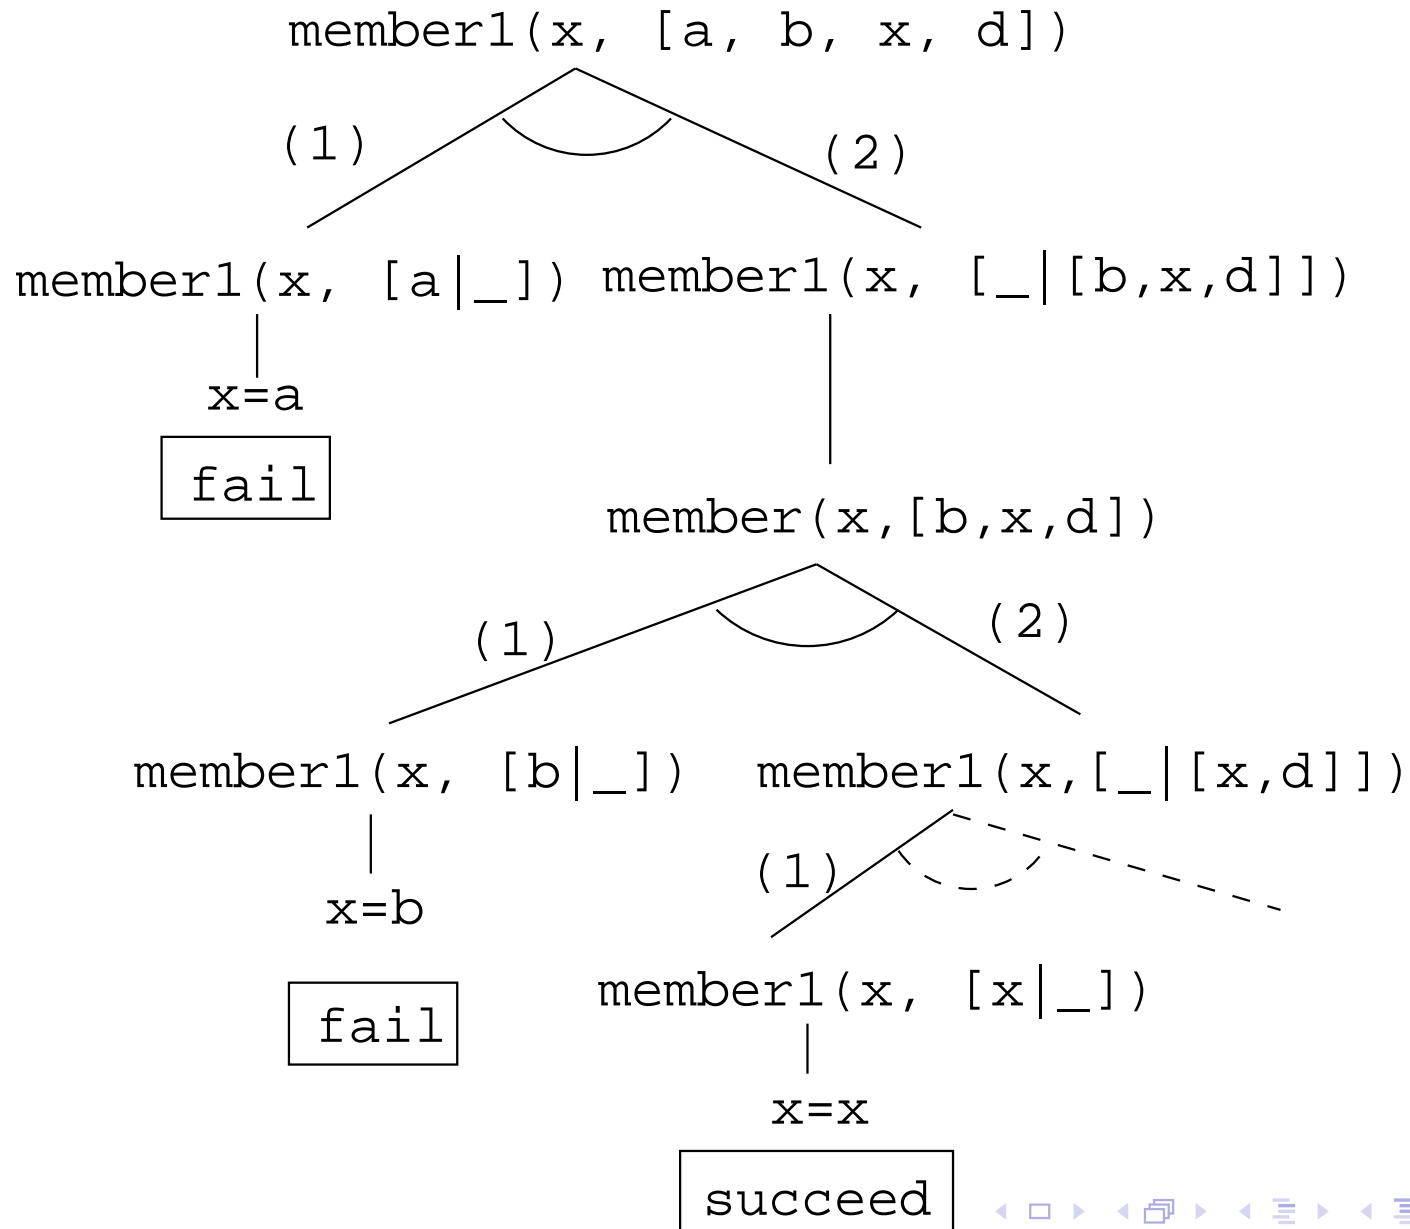 member1(x, [a, b, x, d])
(1)
(2)
member1(x, [a|_])
member1(x, [_|[b,x,d]])
x=a
fail
member(x,[b,x,d])
(1)
(2)
member1(x, [b|_])
member1(x,[_|[x,d]])
(1)
x=b
fail
member1(x, [x|_])
x=x
succeed